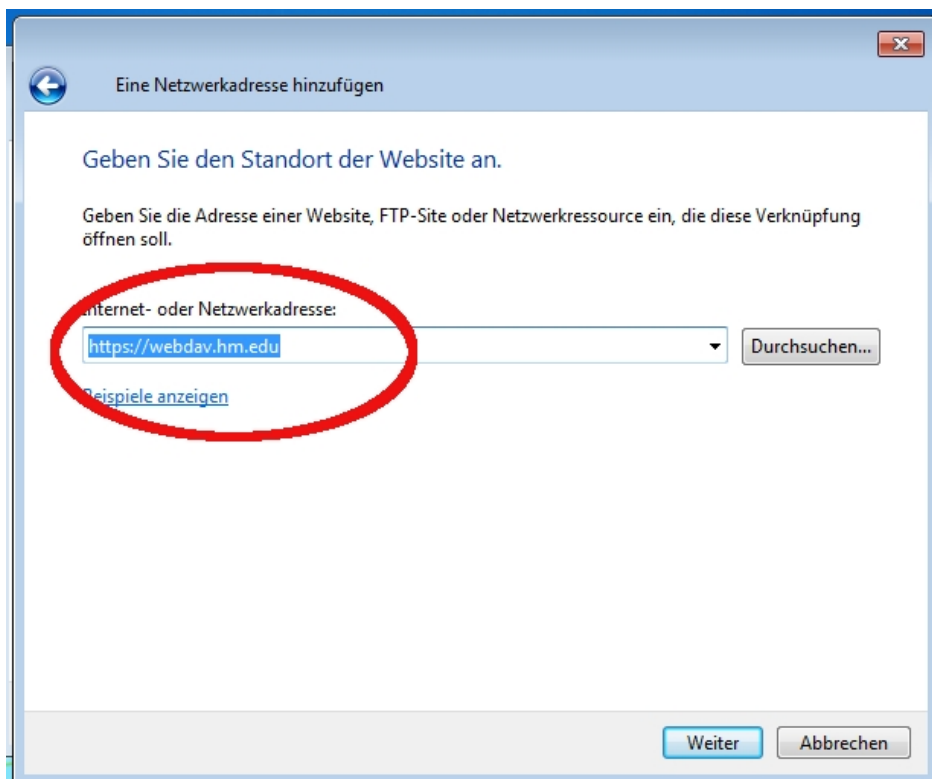 Eine Netzwerkadresse hinzufügen
Geben Sie den Standort der Website an.
Geben Sie die Adresse einer Website, FTP-Site oder Netzwerkressource ein, die diese Verknüpfung
öffnen soll.
Internet- oder Netzwerkadresse:
https://webdav.hm.edu
Durchsuchen...
Beispiele anzeigen
Weiter
Abbrechen